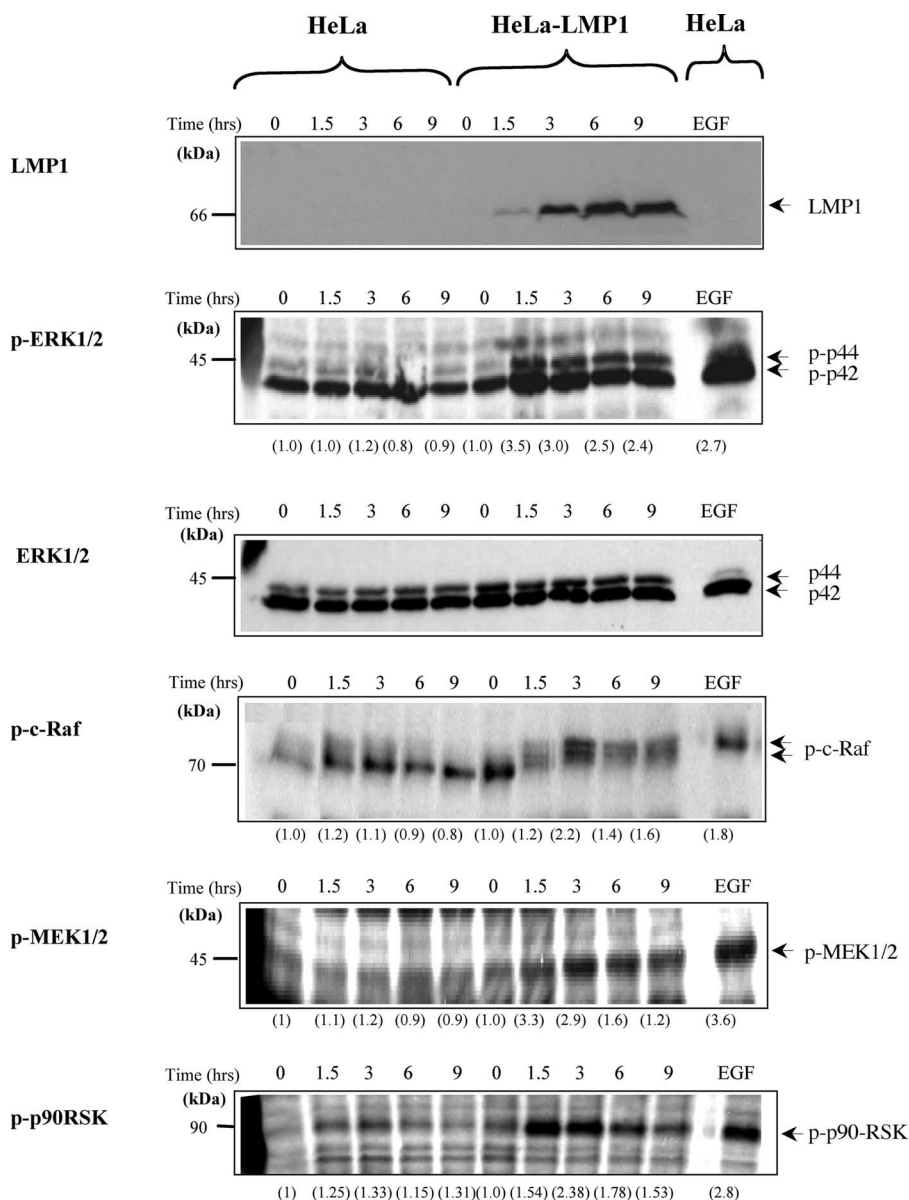 HeLa HeLa-LMP1 HeLa
Time (hrs) 0 1.5 3 6 9 0 1.5 3 6 9 EGF
(kDa)
LMP1
66
LMP1
Time (hrs) 0 1.5 3 6 9 0 1.5 3 6 9 EGF
p-ERK1/2
(kDa)
45
p-p44
p-p42
(1.0) (1.0) (1.2) (0.8) (0.9) (1.0) (3.5) (3.0) (2.5) (2.4) (2.7)
Time (hrs) 0 1.5 3 6 9 0 1.5 3 6 9 EGF
(kDa)
ERK1/2
45
p44
p42
Time (hrs) 0 1.5 3 6 9 0 1.5 3 6 9 EGF
(kDa)
p-c-Raf
p-c-Raf
70
(1.0) (1.2) (1.1) (0.9) (0.8) (1.0) (1.2) (2.2) (1.4) (1.6) (1.8)
Time (hrs) 0 1.5 3 6 9 0 1.5 3 6 9 EGF
(kDa)
p-MEK1/2
45
p-MEK1/2
(1) (1.1) (1.2) (0.9) (0.9) (1.0) (3.3) (2.9) (1.6) (1.2) (3.6)
Time (hrs) 0 1.5 3 6 9 0 1.5 3 6 9 EGF
(kDa)
p-p90RSK
90
p-p90-RSK
(1) (1.25) (1.33) (1.15) (1.31) (1.0) (1.54) (2.38) (1.78) (1.53) (2.8)